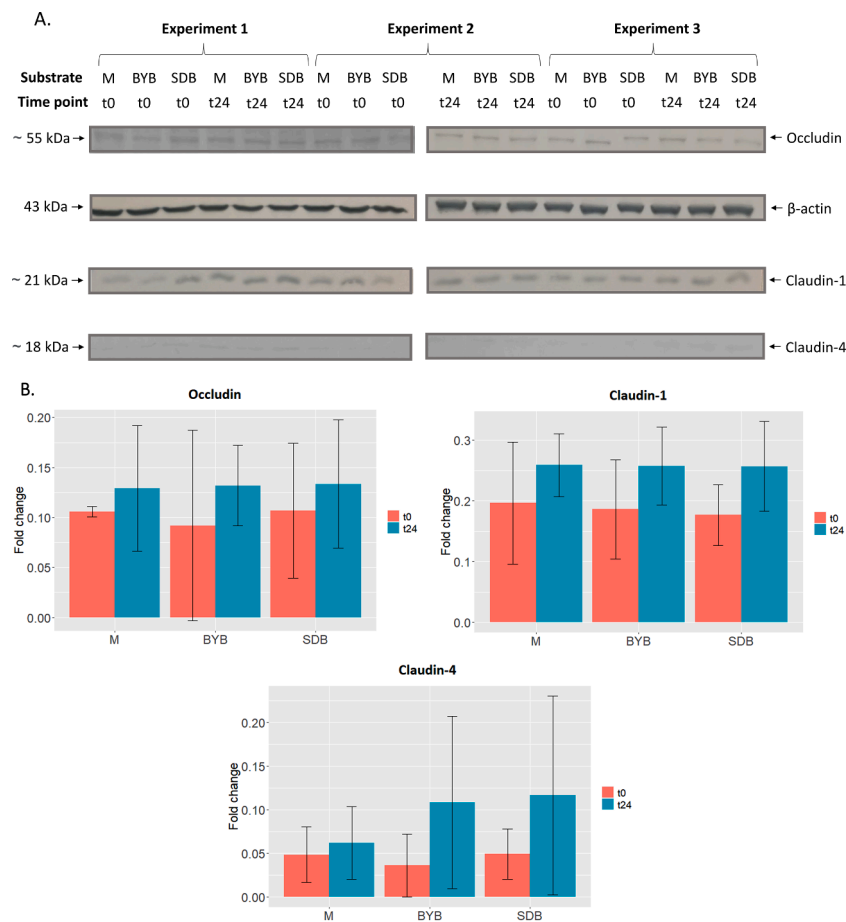 A.
Experiment 1 Experiment 2 Experiment 3
Substrate M BYB SDB M BYB SDB M BYB SDB M BYB SDB M BYB SDB M BYB SDB
Time point t0 t0 t0 t24 t24 t24 t0 t0 t0 t24 t24 t24 t0 t0 t0 t24 t24 t24
~ 55 kDa Occludin
43 kDa β-actin
~ 21 kDa Claudin-1
~ 18 kDa Claudin-4
B.
Occludin
Fold change
0.20
0.15
0.10
0.05
0.00
M BYB SDB
t0
t24
Claudin-1
Fold change
0.3
0.2
0.1
0.0
M BYB SDB
t0
t24
Claudin-4
Fold change
0.20
0.15
0.10
0.05
0.00
M BYB SDB
t0
t24